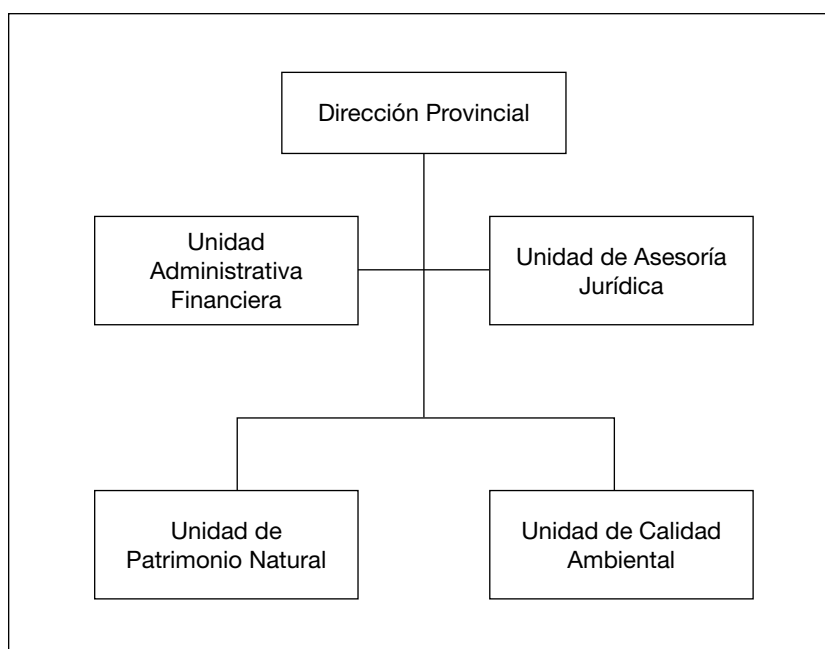 Dirección Provincial
Unidad
Administrativa
Financiera
Unidad de Asesoría
Jurídica
Unidad de
Patrimonio Natural
Unidad de Calidad
Ambiental